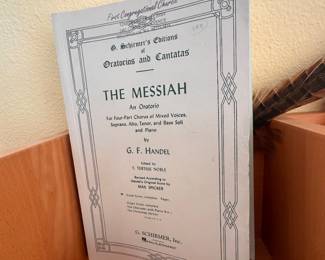 First Congregational Church
G. Schirmer's Editions
of
Oratorios and Cantatas
THE MESSIAH
An Oratorio
For Four-Part Chorus of Mixed Voices,
Soprano, Alto, Tenor, and Bass Soli
and Piano
by
G. F. HANDEL
Edited by
T. TERTIUS NOBLE
Revised According to
Handel's Original Score by
MAX SPICKER
G. SCHIRMER, Inc.